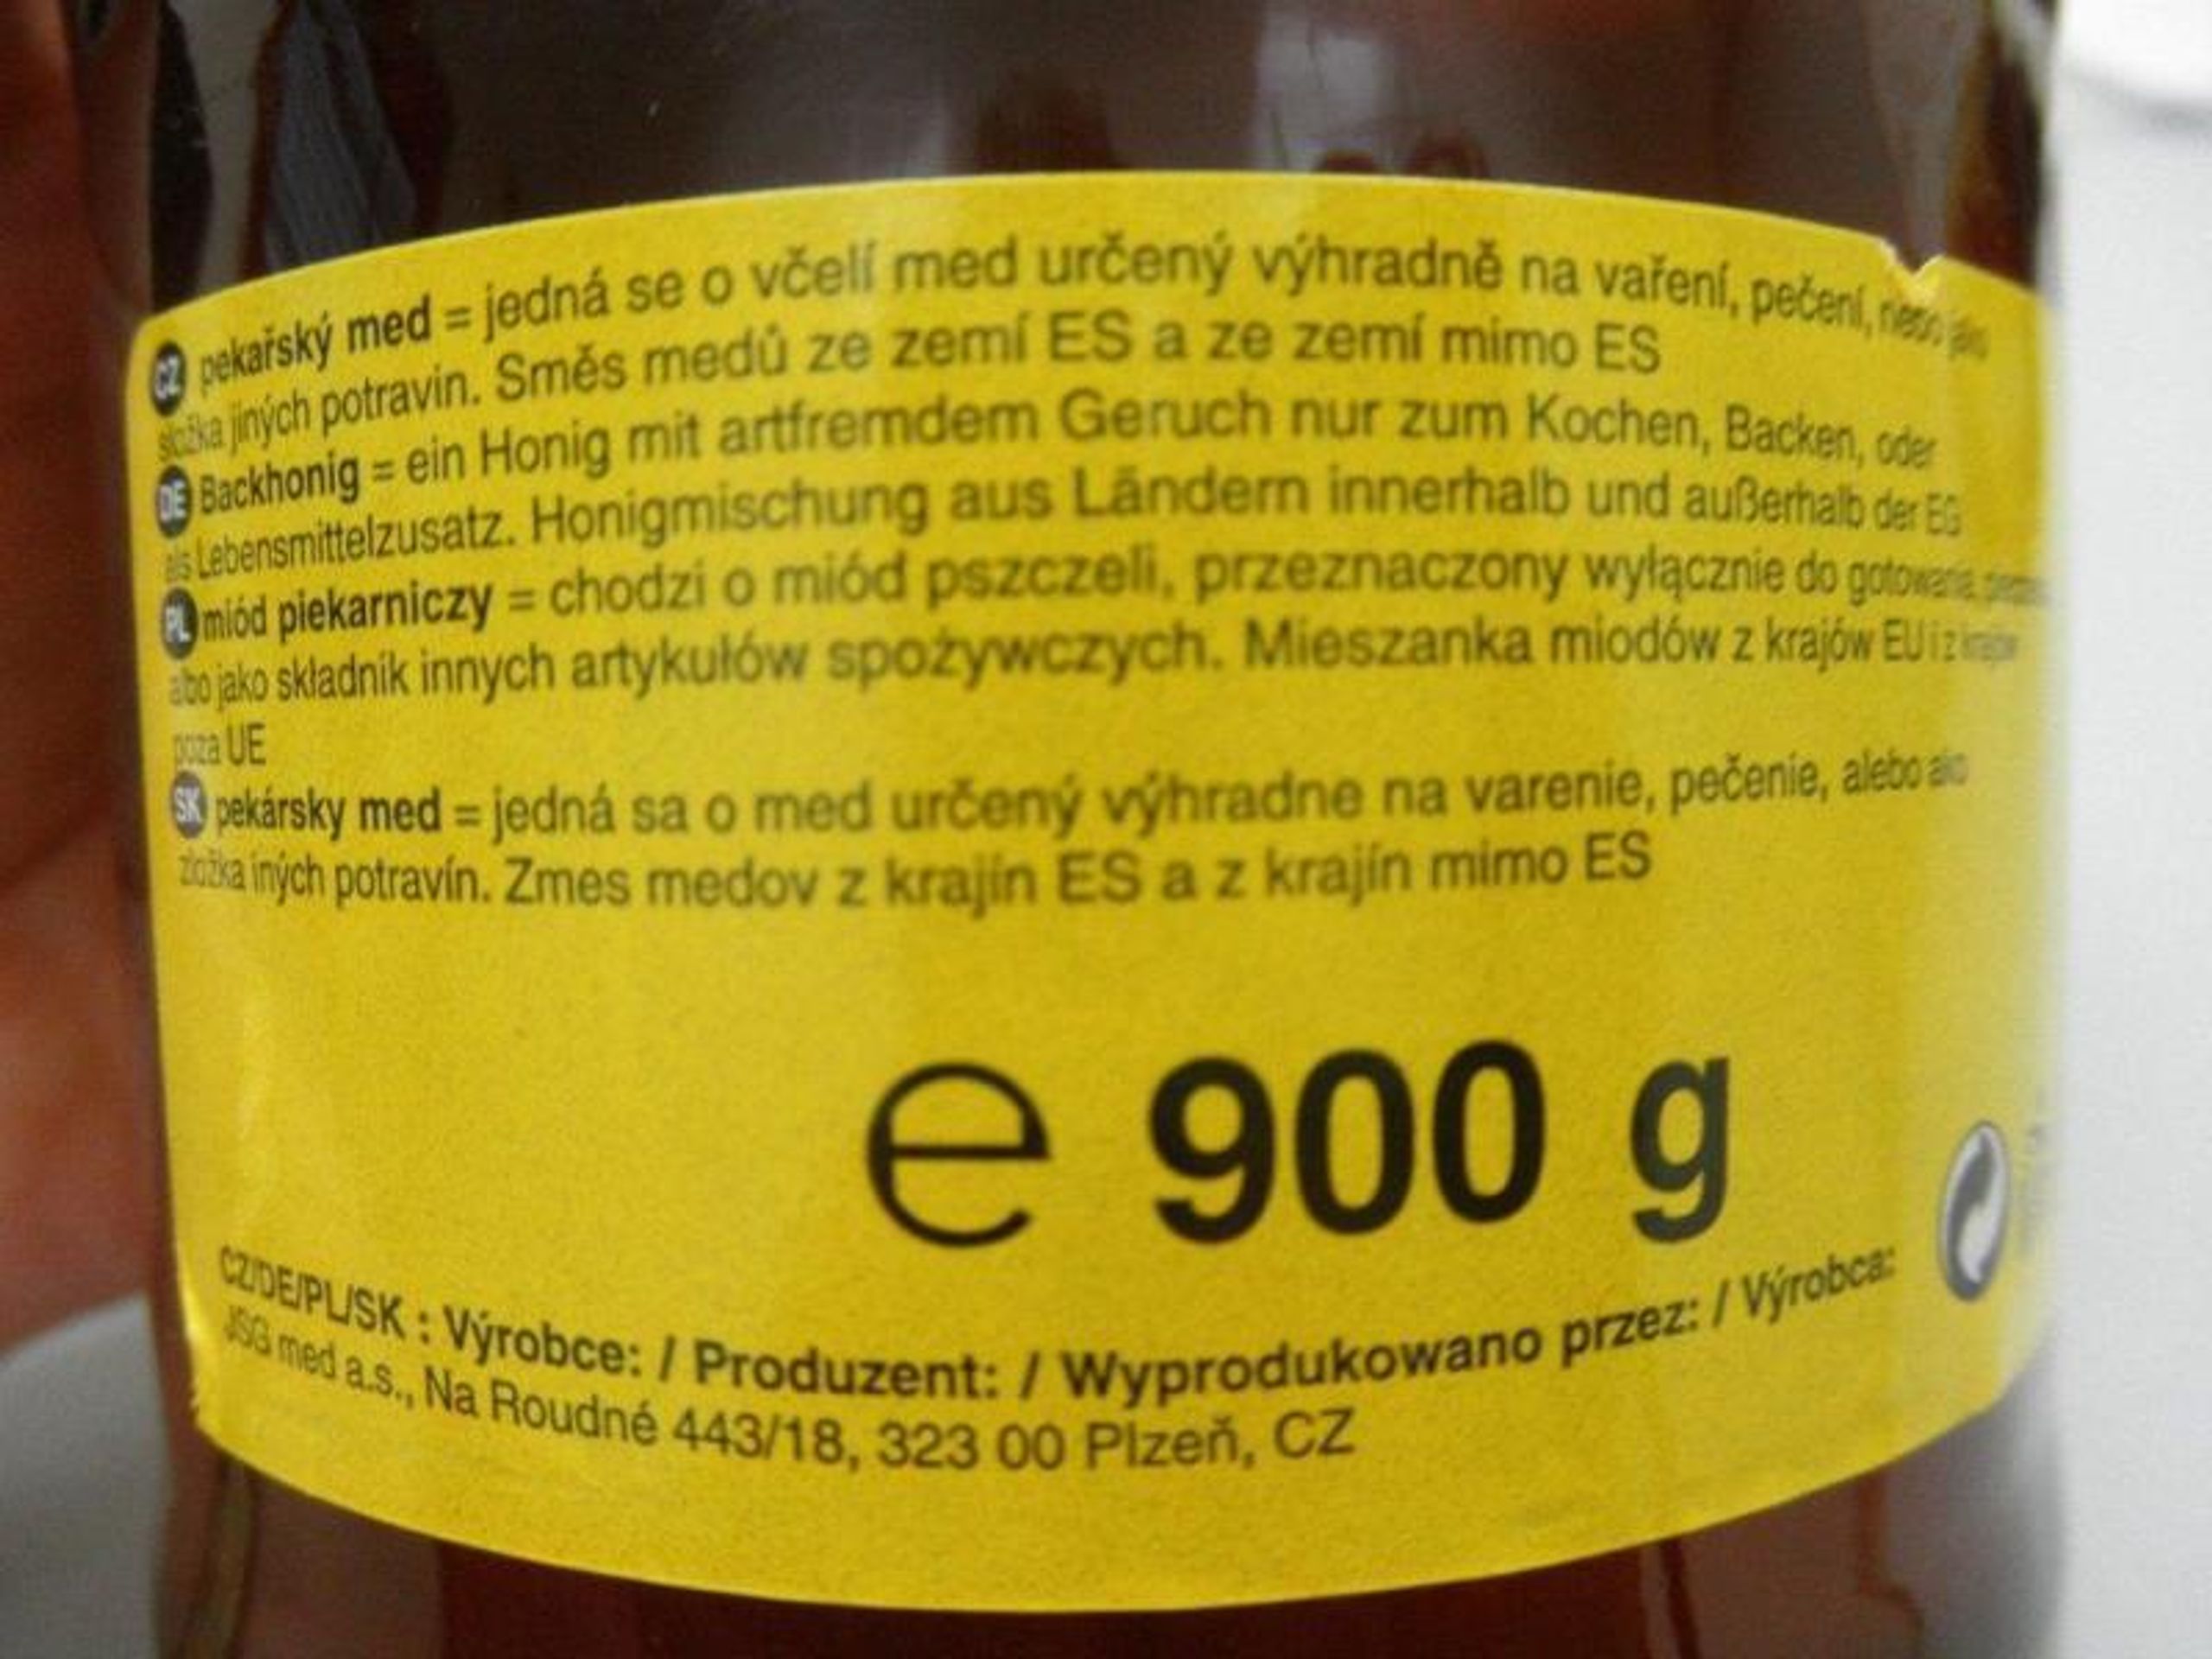 CZ pekařský med = jedná se o včelí med určený výhradně na vaření, pečení, nebo jako
složka jiných potravin. Směs medů ze zemí ES a ze zemí mimo ES
DE Backhonig = ein Honig mit artfremdem Geruch nur zum Kochen, Backen, oder
als Lebensmittelzusatz. Honigmischung aus Ländern innerhalb und außerhalb der EG
PL miód piekarniczy = chodzi o miód pszczeli, przeznaczony wyłącznie do gotowania,
albo jako składnik innych artykułów spożywczych. Mieszanka miodów z krajów EU i z krajów
poza UE
SK pekársky med = jedná sa o med určený výhradne na varenie, pečenie, alebo ako
zložka iných potravín. Zmes medov z krajín ES a z krajín mimo ES
e 900 g
CZ/DE/PL/SK : Výrobce: / Produzent: / Wyprodukowano przez: / Výrobca:
JSG med a.s., Na Roudné 443/18, 323 00 Plzeň, CZ